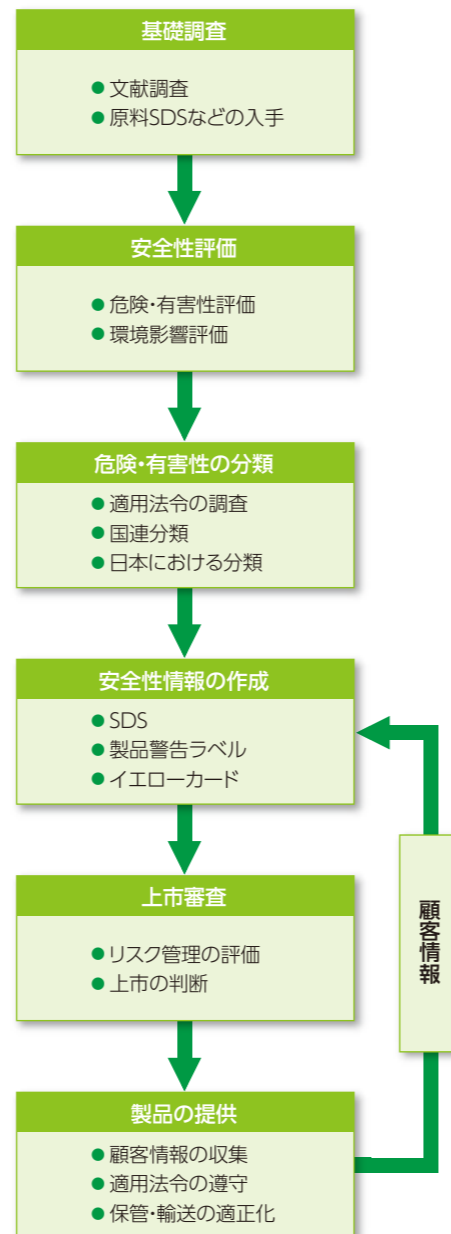 基礎調査
●文献調査
●原料SDSなどの入手
安全性評価
●危険・有害性評価
●環境影響評価
危険・有害性の分類
●適用法令の調査
●国連分類
●日本における分類
安全性情報の作成
●SDS
●製品警告ラベル
●イエローカード
上市審査
●リスク管理の評価
●上市の判断
顧客情報
製品の提供
●顧客情報の収集
●適用法令の遵守
●保管・輸送の適正化